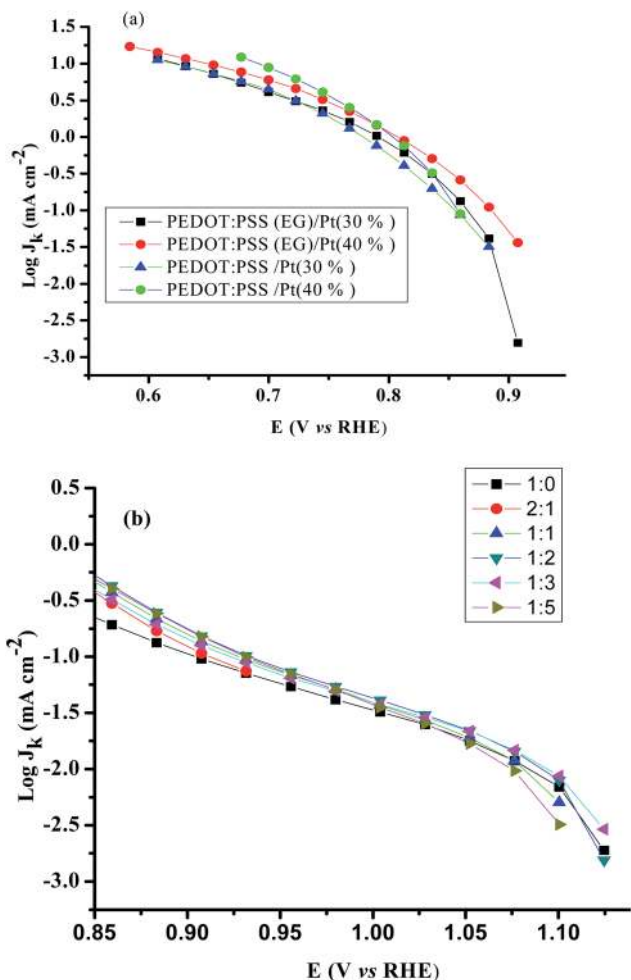 (a)
1.5
1.0
0.5
0.0
-0.5
-1.0
-1.5
-2.0
-2.5
-3.0
Log J_k (mA cm⁻²)
PEDOT:PSS (EG)/Pt(30 % )
PEDOT:PSS (EG)/Pt(40 % )
PEDOT:PSS /Pt(30 % )
PEDOT:PSS /Pt(40 % )
0.6 0.7 0.8 0.9
E (V vs RHE)
(b)
0.5
0.0
-0.5
-1.0
-1.5
-2.0
-2.5
-3.0
Log J_k (mA cm⁻²)
1:0
2:1
1:1
1:2
1:3
1:5
0.85 0.90 0.95 1.00 1.05 1.10
E (V vs RHE)